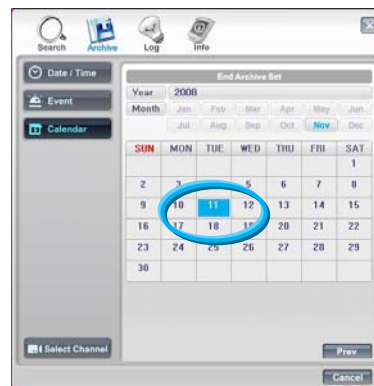 Search Archive Log Info
Date / Time
End Archive Set
Year 2008
Event
Month Jan Feb Mar Apr May Jun
Jul Aug Sep Oct Nov Dec
Calendar
SUN MON TUE WED THU FRI SAT
1
2 3 5 6 7 8
9 10 11 12 13 14 15
16 17 18 19 20 21 22
23 24 25 26 27 28 29
30
Select Channel
Prev
Cancel